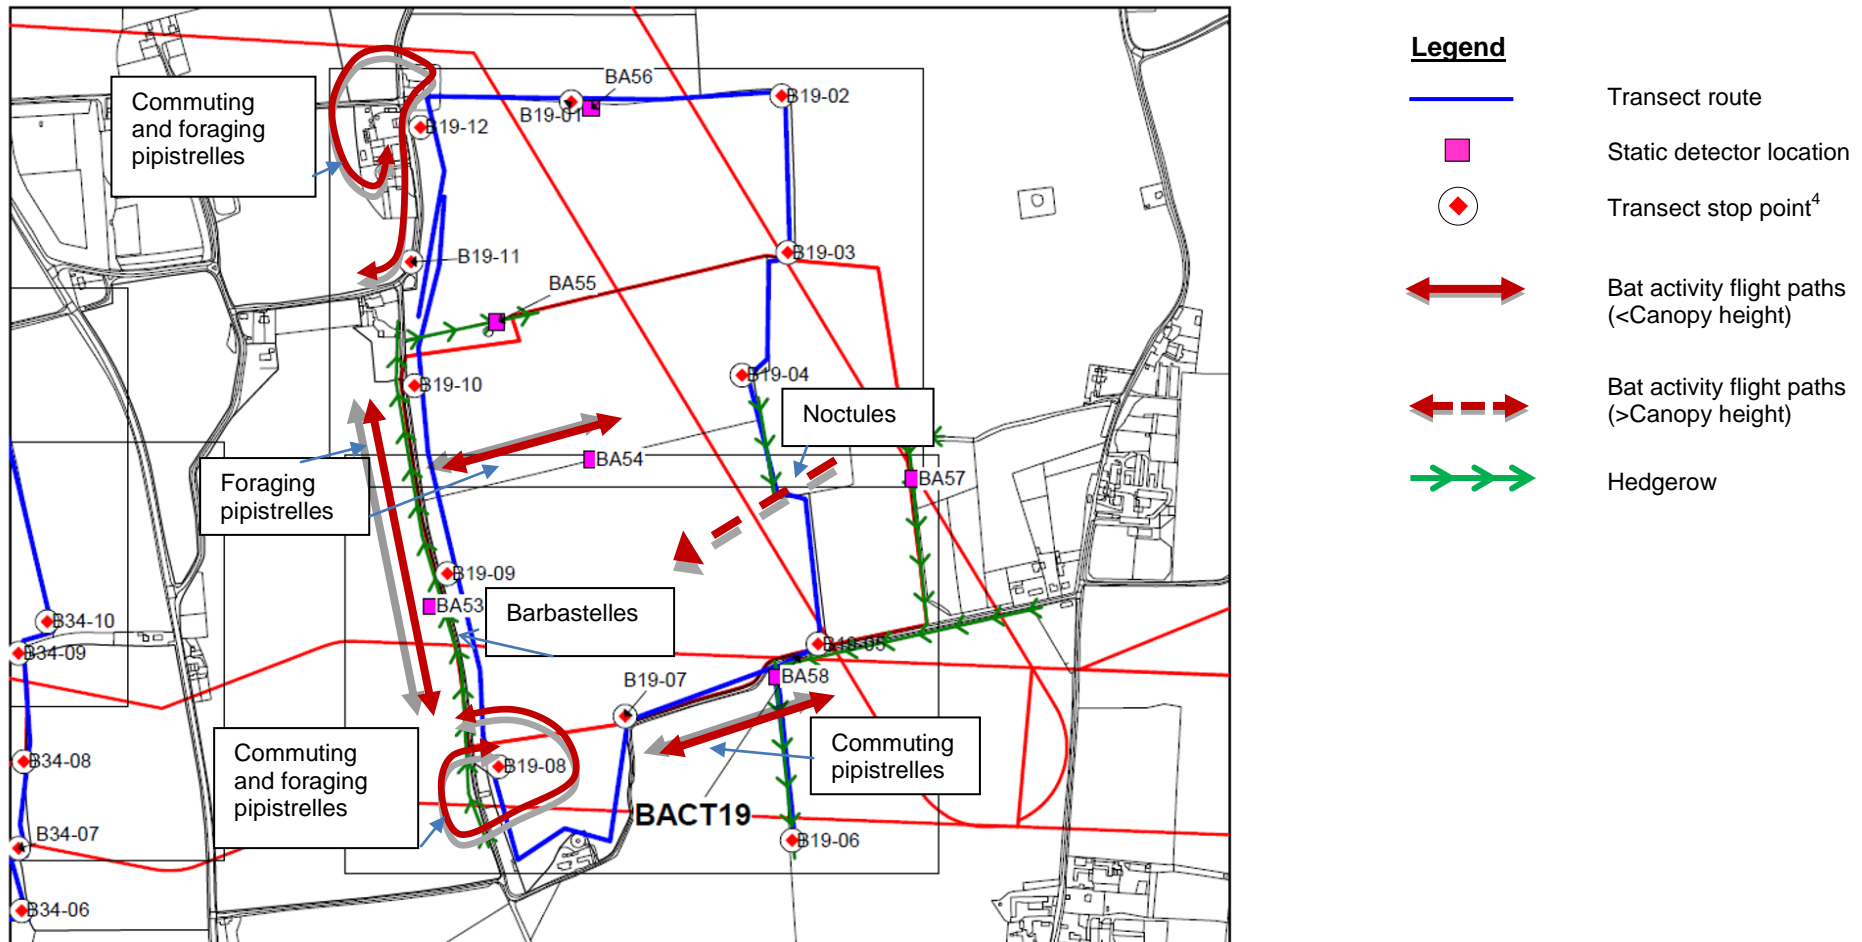 Legend
Transect route
Static detector location
Transect stop point4
Bat activity flight paths
(<Canopy height)
Bat activity flight paths
(>Canopy height)
Hedgerow
Commuting
and foraging
pipistrelles
BA56
B19-01
B19-02
B19-12
B19-03
B19-11
BA55
B19-10
B19-04
Noctules
BA54
BA57
Foraging
pipistrelles
B19-09
BA53
Barbastelles
B34-10
B34-09
B19-05
BA58
B19-07
Commuting
and foraging
pipistrelles
Commuting
pipistrelles
B34-08
B19-08
BACT19
B34-07
B19-06
B34-06